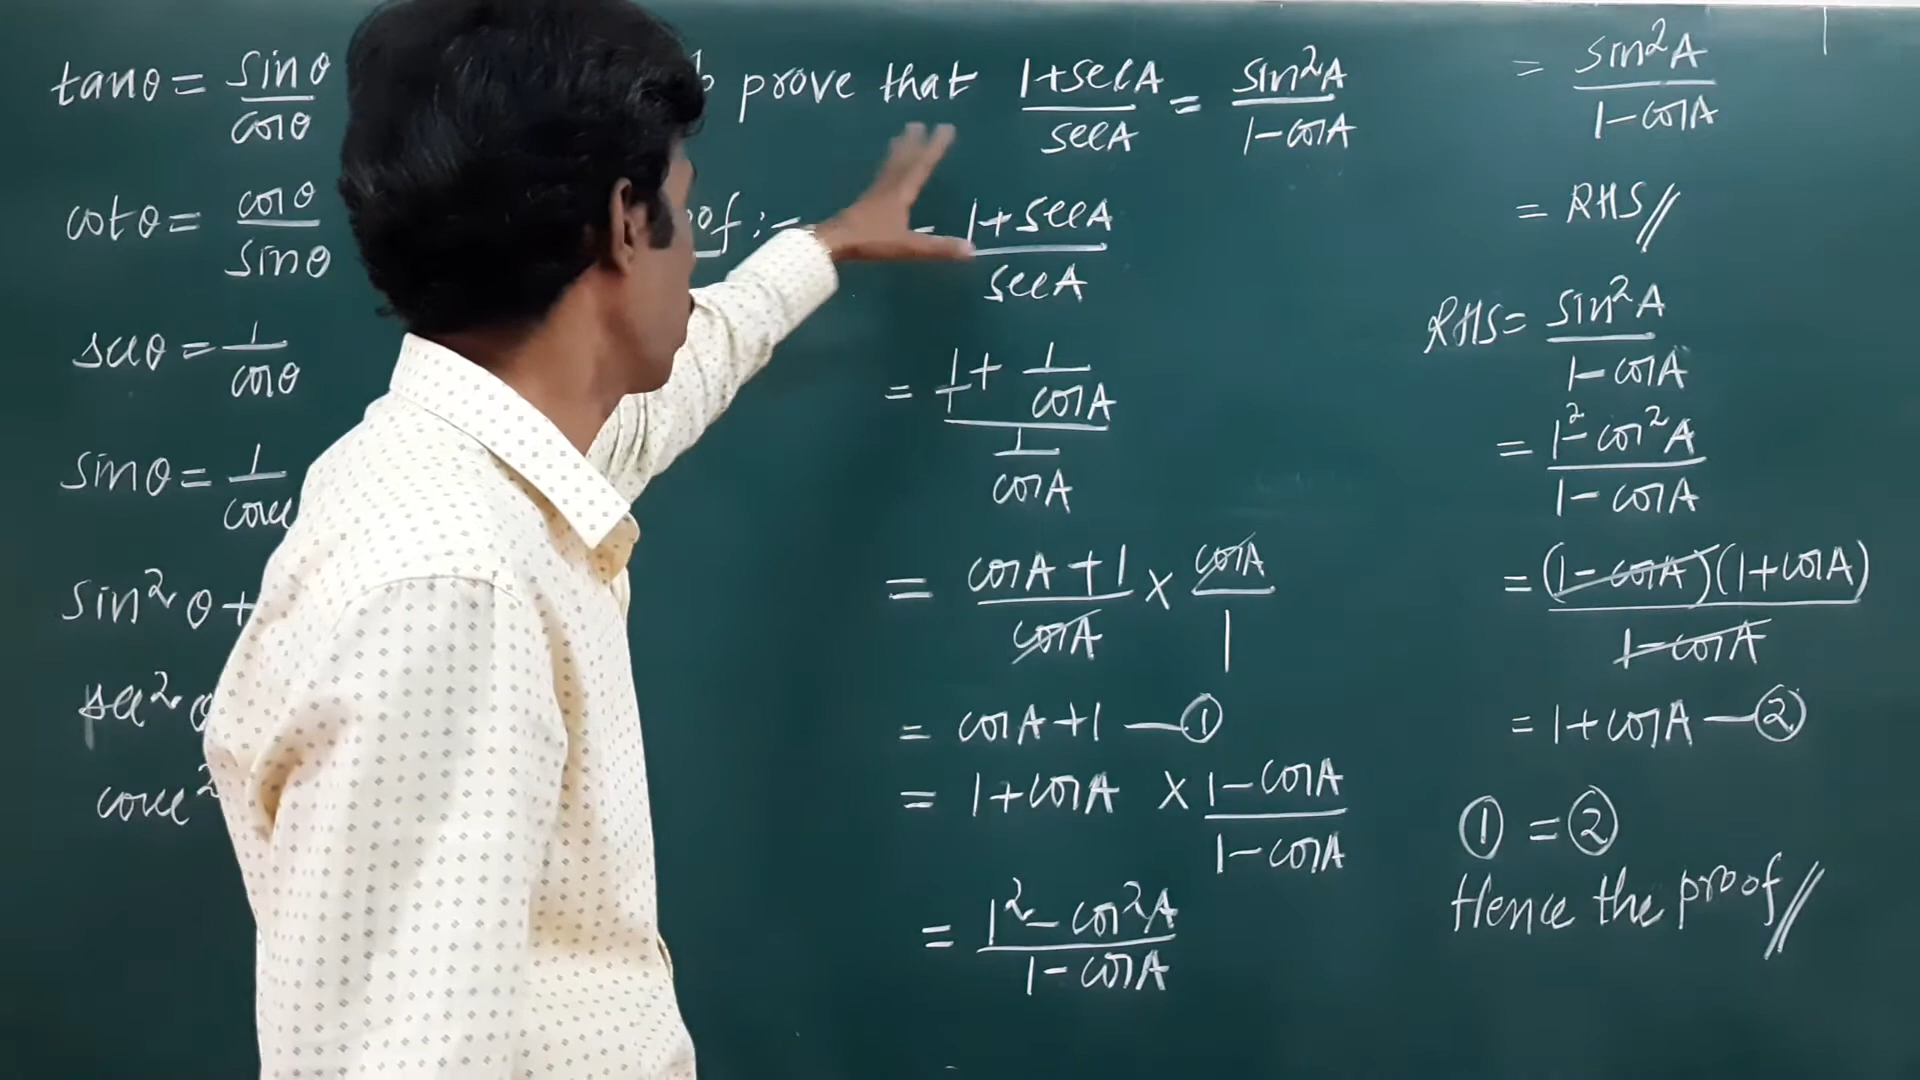 tanθ = sinθ / cosθ
cotθ = cosθ / sinθ
secθ = 1 / cosθ
sinθ = 1 /
sin²θ +
sec²
cosec²
prove that (1+secA) / secA = sin²A / (1-cosA)
:- = (1+secA) / secA
= (1/1 + 1/cosA) / (1/cosA)
= (cosA+1) / cosA × cosA / 1
= cosA+1 — ①
= 1+cosA × (1-cosA) / (1-cosA)
= (1²-cos²A) / (1-cosA)
= sin²A / (1-cosA)
= RHS//
RHS = sin²A / (1-cosA)
= (1²-cos²A) / (1-cosA)
= (1-cosA)(1+cosA) / (1-cosA)
= 1+cosA — ②
① = ②
Hence the proof//